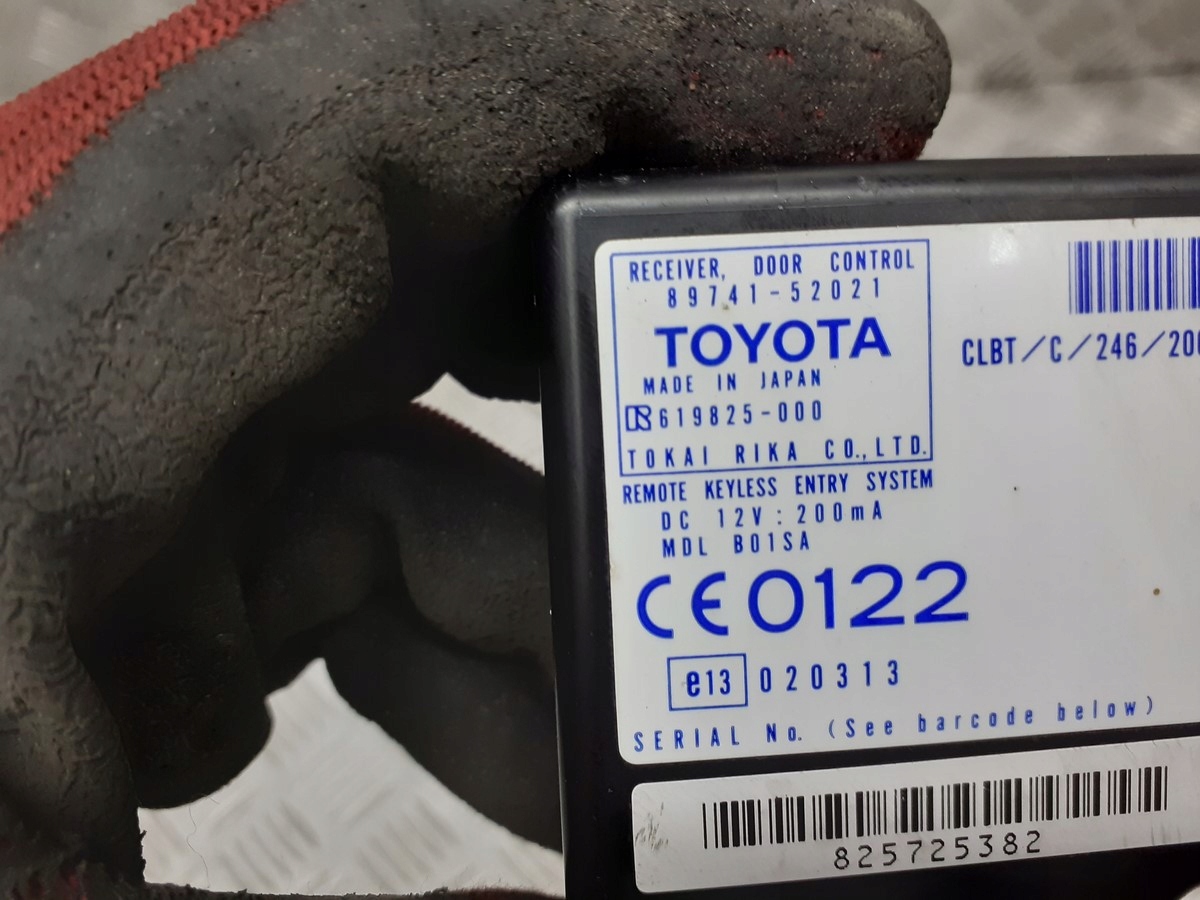 RECEIVER, DOOR CONTROL
89741-52021
TOYOTA
MADE IN JAPAN
619825-000
TOKAI RIKA CO.,LTD.
REMOTE KEYLESS ENTRY SYSTEM
DC 12V : 200mA
MDL B01SA
CE0122
e13 020313
SERIAL No. (See barcode below)
CLBT/C/246/200
825725382